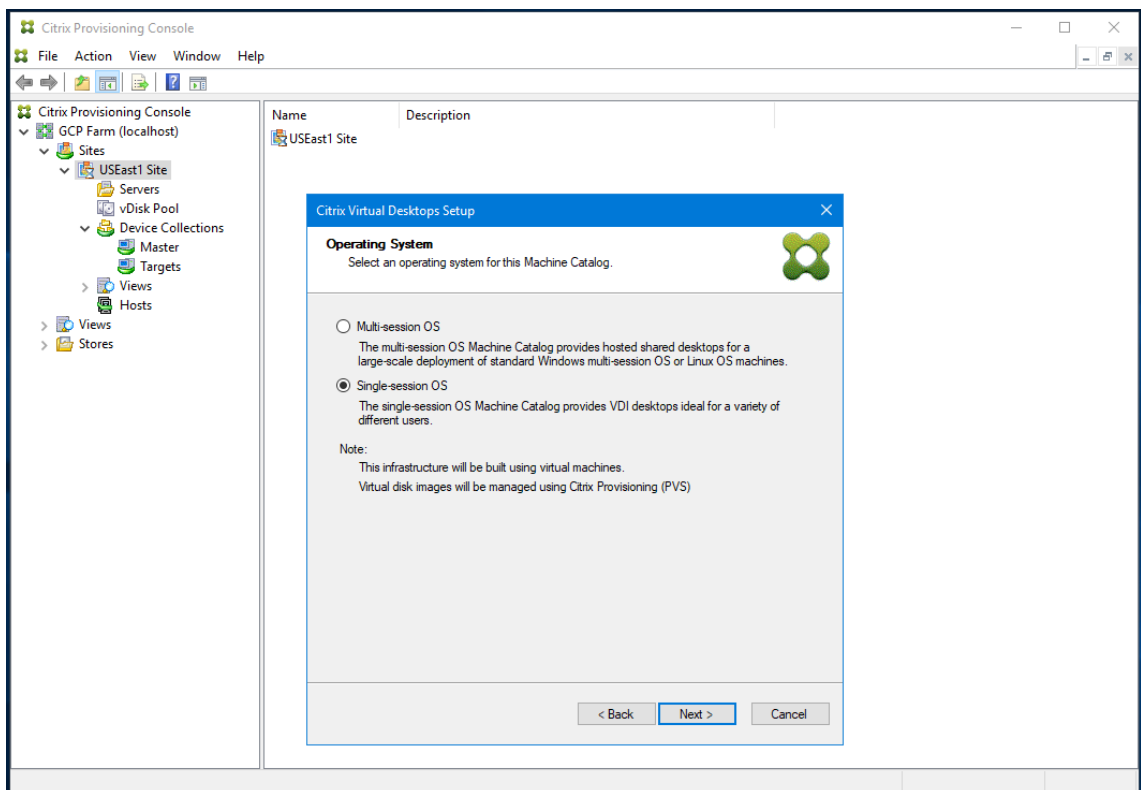 Citrix Provisioning Console
File Action View Window Help
Citrix Provisioning Console
GCP Farm (localhost)
Sites
USEast1 Site
Servers
vDisk Pool
Device Collections
Master
Targets
Views
Hosts
Views
Stores
Name Description
USEast1 Site
Citrix Virtual Desktops Setup
Operating System
Select an operating system for this Machine Catalog.
Multi-session OS
The multi-session OS Machine Catalog provides hosted shared desktops for a
large-scale deployment of standard Windows multi-session OS or Linux OS machines.
Single-session OS
The single-session OS Machine Catalog provides VDI desktops ideal for a variety of
different users.
Note:
This infrastructure will be built using virtual machines.
Virtual disk images will be managed using Citrix Provisioning (PVS)
< Back Next > Cancel